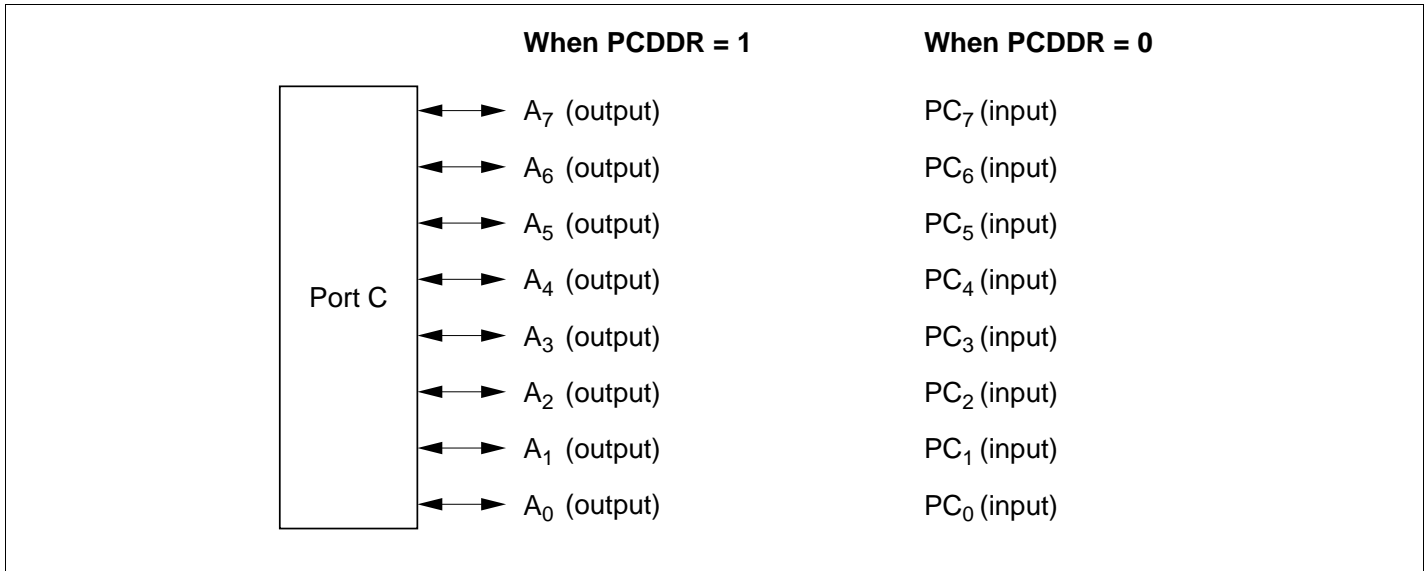 When PCDDR = 1 When PCDDR = 0
A7 (output) PC7 (input)
A6 (output) PC6 (input)
A5 (output) PC5 (input)
A4 (output) PC4 (input)
Port C
A3 (output) PC3 (input)
A2 (output) PC2 (input)
A1 (output) PC1 (input)
A0 (output) PC0 (input)